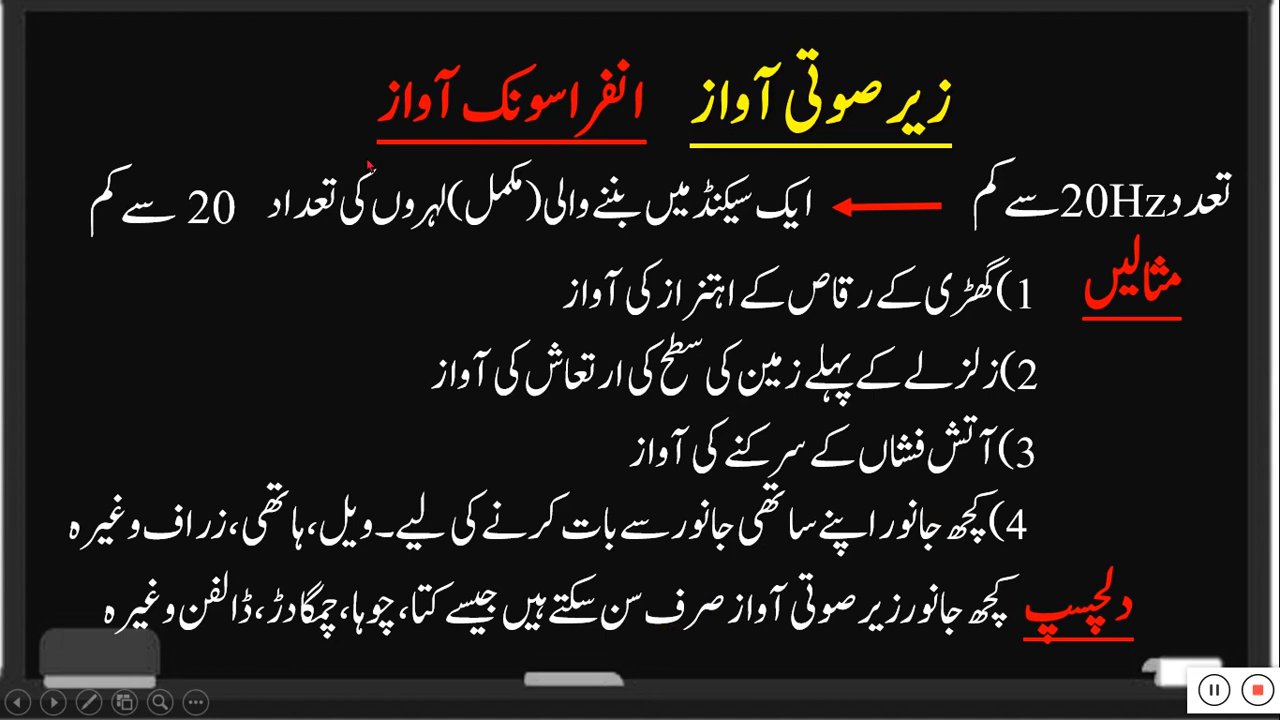 زیر صوتی آواز انفراسونک آواز
تعدد 20Hz سے کم ایک سیکنڈ میں بننے والی (مکمل) لہروں کی تعداد 20 سے کم
مثالیں 1) گھڑی کے رقاص کے اہتزاز کی آواز
2) زلزلے کے پہلے زمین کی سطح کی ارتعاش کی آواز
3) آتش فشاں کے سرکنے کی آواز
4) کچھ جانور اپنے ساتھی جانور سے بات کرنے کی لیے۔ ویل، ہاتھی، زراف وغیرہ
دلچسپ کچھ جانور زیر صوتی آواز صرف سن سکتے ہیں جیسے کتا، چوہا، چمگادڑ، ڈالفن وغیرہ